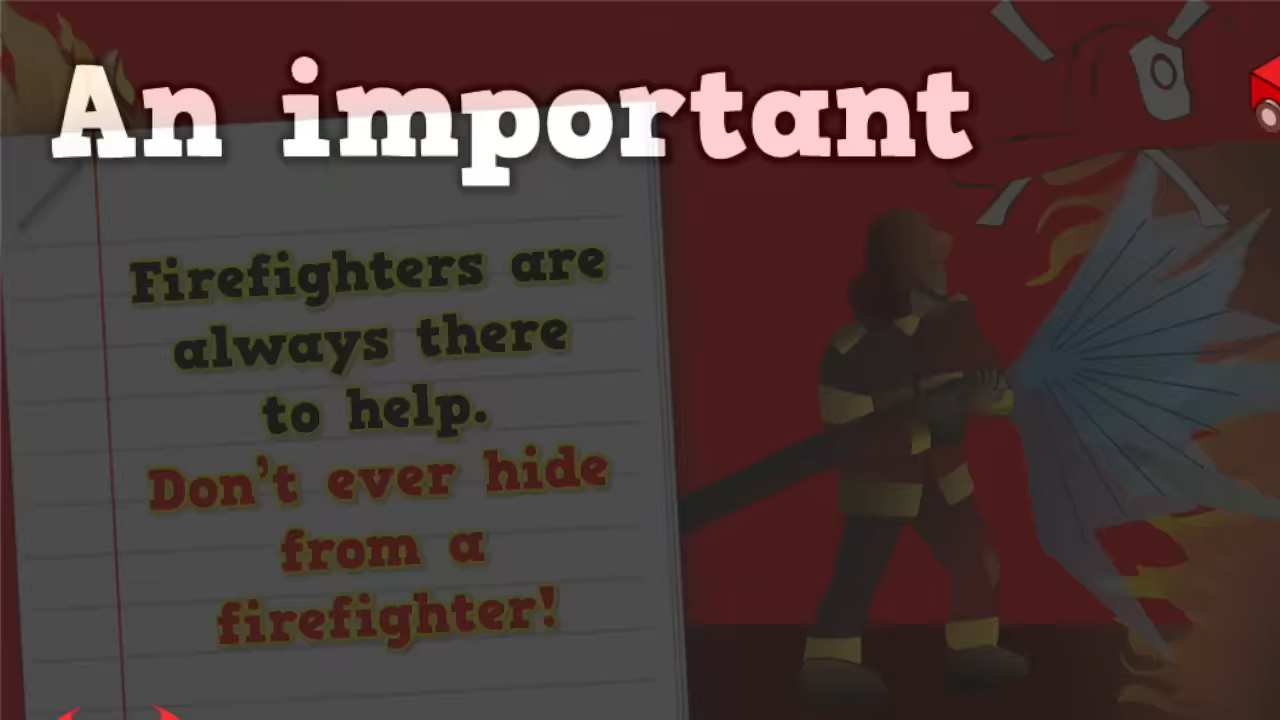 An important
Firefighters are
always there
to help.
Don't ever hide
from a
firefighter!